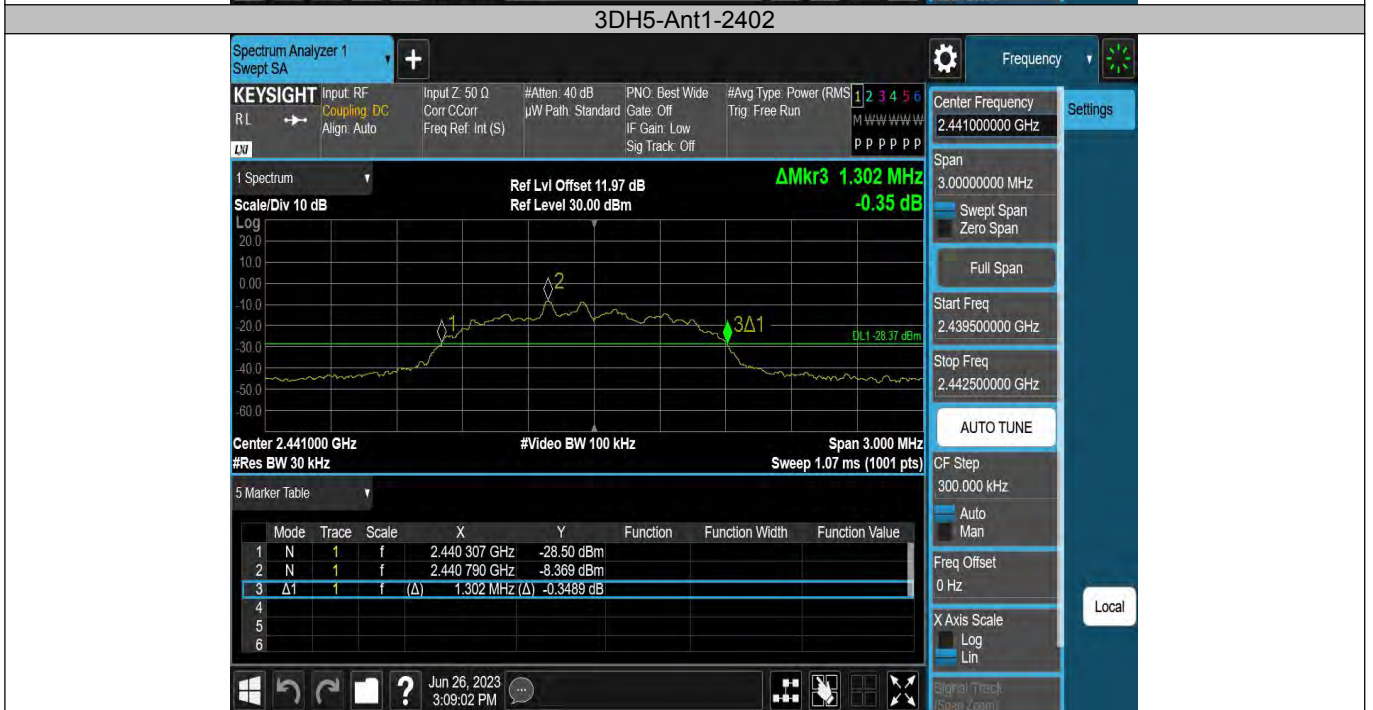 3DH5-Ant1-2402
Spectrum Analyzer 1
Swept SA
+
Frequency
KEYSIGHT
RL
LXI
Input: RF
Coupling: DC
Align: Auto
Input Z: 50 Ω
Corr CCorr
Freq Ref: Int (S)
#Atten: 40 dB
µW Path: Standard
PNO: Best Wide
Gate: Off
IF Gain: Low
Sig Track: Off
#Avg Type: Power (RMS
Trig: Free Run
1 2 3 4 5 6
M W W W W W
P P P P P P
Center Frequency
2.441000000 GHz
Settings
Span
3.00000000 MHz
Swept Span
Zero Span
Full Span
Start Freq
2.439500000 GHz
Stop Freq
2.442500000 GHz
AUTO TUNE
CF Step
300.000 kHz
Auto
Man
Freq Offset
0 Hz
X Axis Scale
Log
Lin
Signal Track
(Span Zoom)
Local
1 Spectrum
Scale/Div 10 dB
Ref Lvl Offset 11.97 dB
Ref Level 30.00 dBm
ΔMkr3 1.302 MHz
-0.35 dB
Log
20.0
10.0
0.00
-10.0
-20.0
-30.0
-40.0
-50.0
-60.0
1
2
3Δ1
DL1 -28.37 dBm
Center 2.441000 GHz
#Video BW 100 kHz
Span 3.000 MHz
#Res BW 30 kHz
Sweep 1.07 ms (1001 pts)
5 Marker Table
Mode Trace Scale X Y Function Function Width Function Value
1 N 1 f 2.440 307 GHz -28.50 dBm
2 N 1 f 2.440 790 GHz -8.369 dBm
3 Δ1 1 f (Δ) 1.302 MHz (Δ) -0.3489 dB
4
5
6
?
Jun 26, 2023
3:09:02 PM